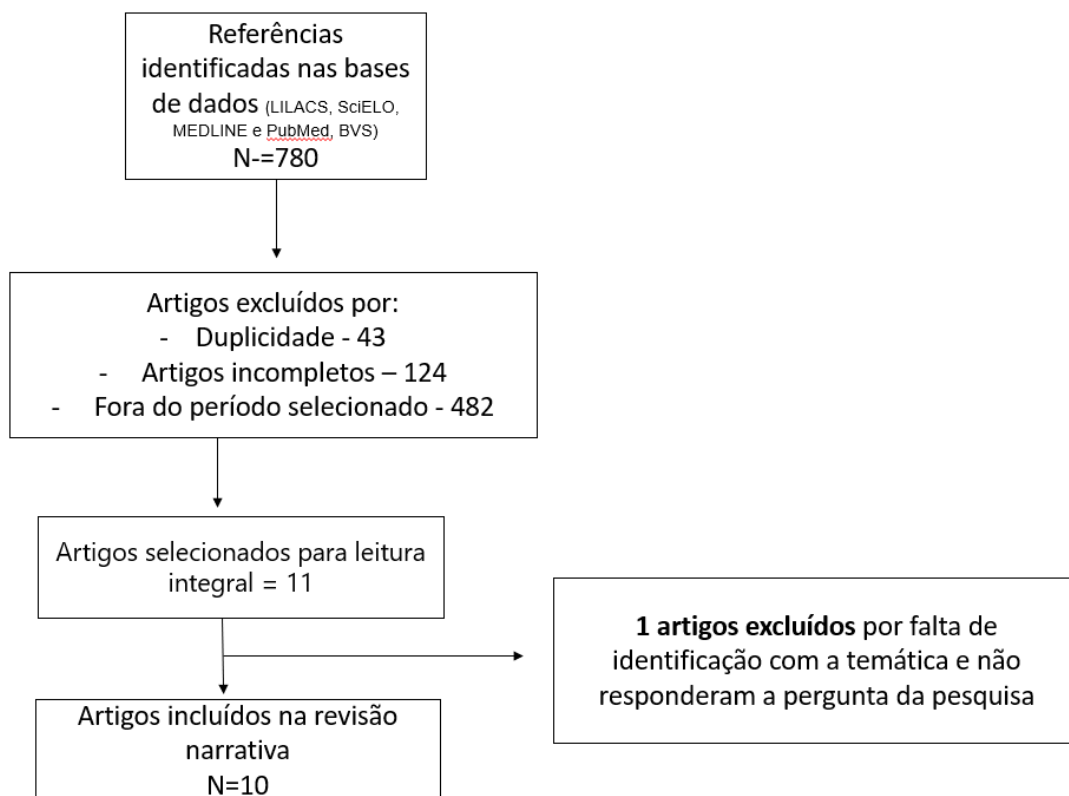 Referências
identificadas nas bases
de dados (LILACS, SciELO,
MEDLINE e PubMed, BVS)
N-=780
Artigos excluídos por:
- Duplicidade - 43
- Artigos incompletos – 124
- Fora do período selecionado - 482
Artigos selecionados para leitura
integral = 11
1 artigos excluídos por falta de
identificação com a temática e não
responderam a pergunta da pesquisa
Artigos incluídos na revisão
narrativa
N=10